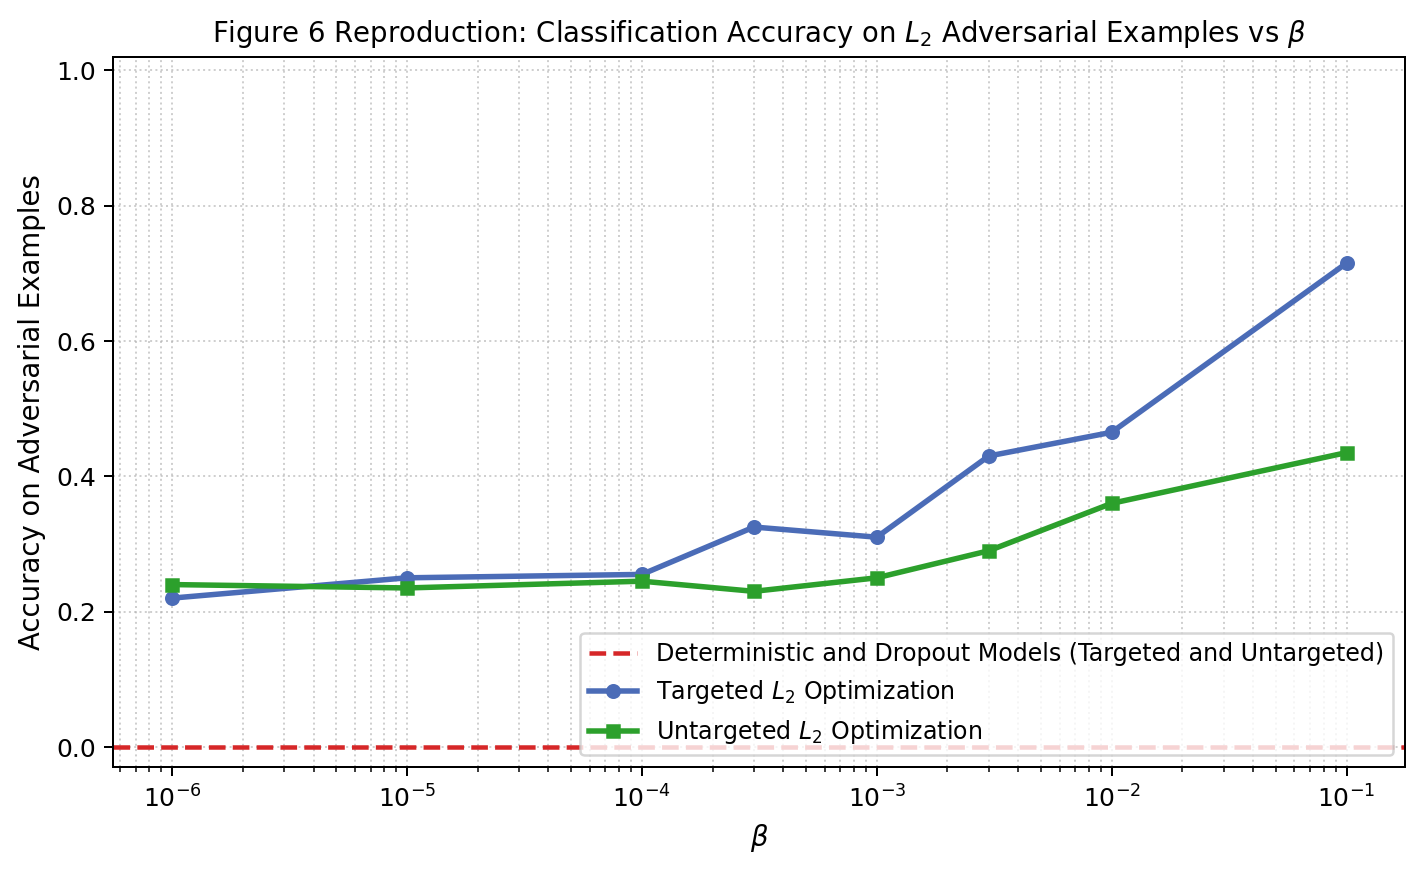 Figure 6 Reproduction: Classification Accuracy on L₂ Adversarial Examples vs β
Accuracy on Adversarial Examples
1.0
0.8
0.6
0.4
0.2
0.0
Deterministic and Dropout Models (Targeted and Untargeted)
Targeted L₂ Optimization
Untargeted L₂ Optimization
10⁻⁶ 10⁻⁵ 10⁻⁴ 10⁻³ 10⁻² 10⁻¹
β